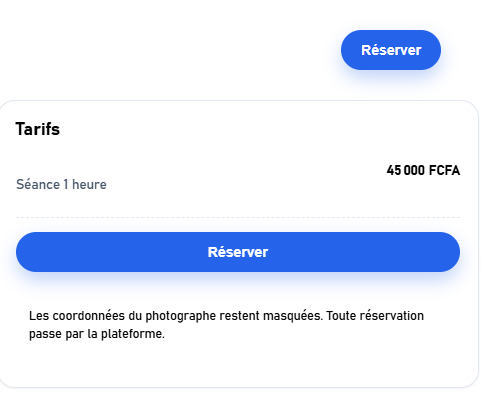 Réserver
Tarifs
45 000 FCFA
Séance 1 heure
Réserver
Les coordonnées du photographe restent masquées. Toute réservation
passe par la plateforme.